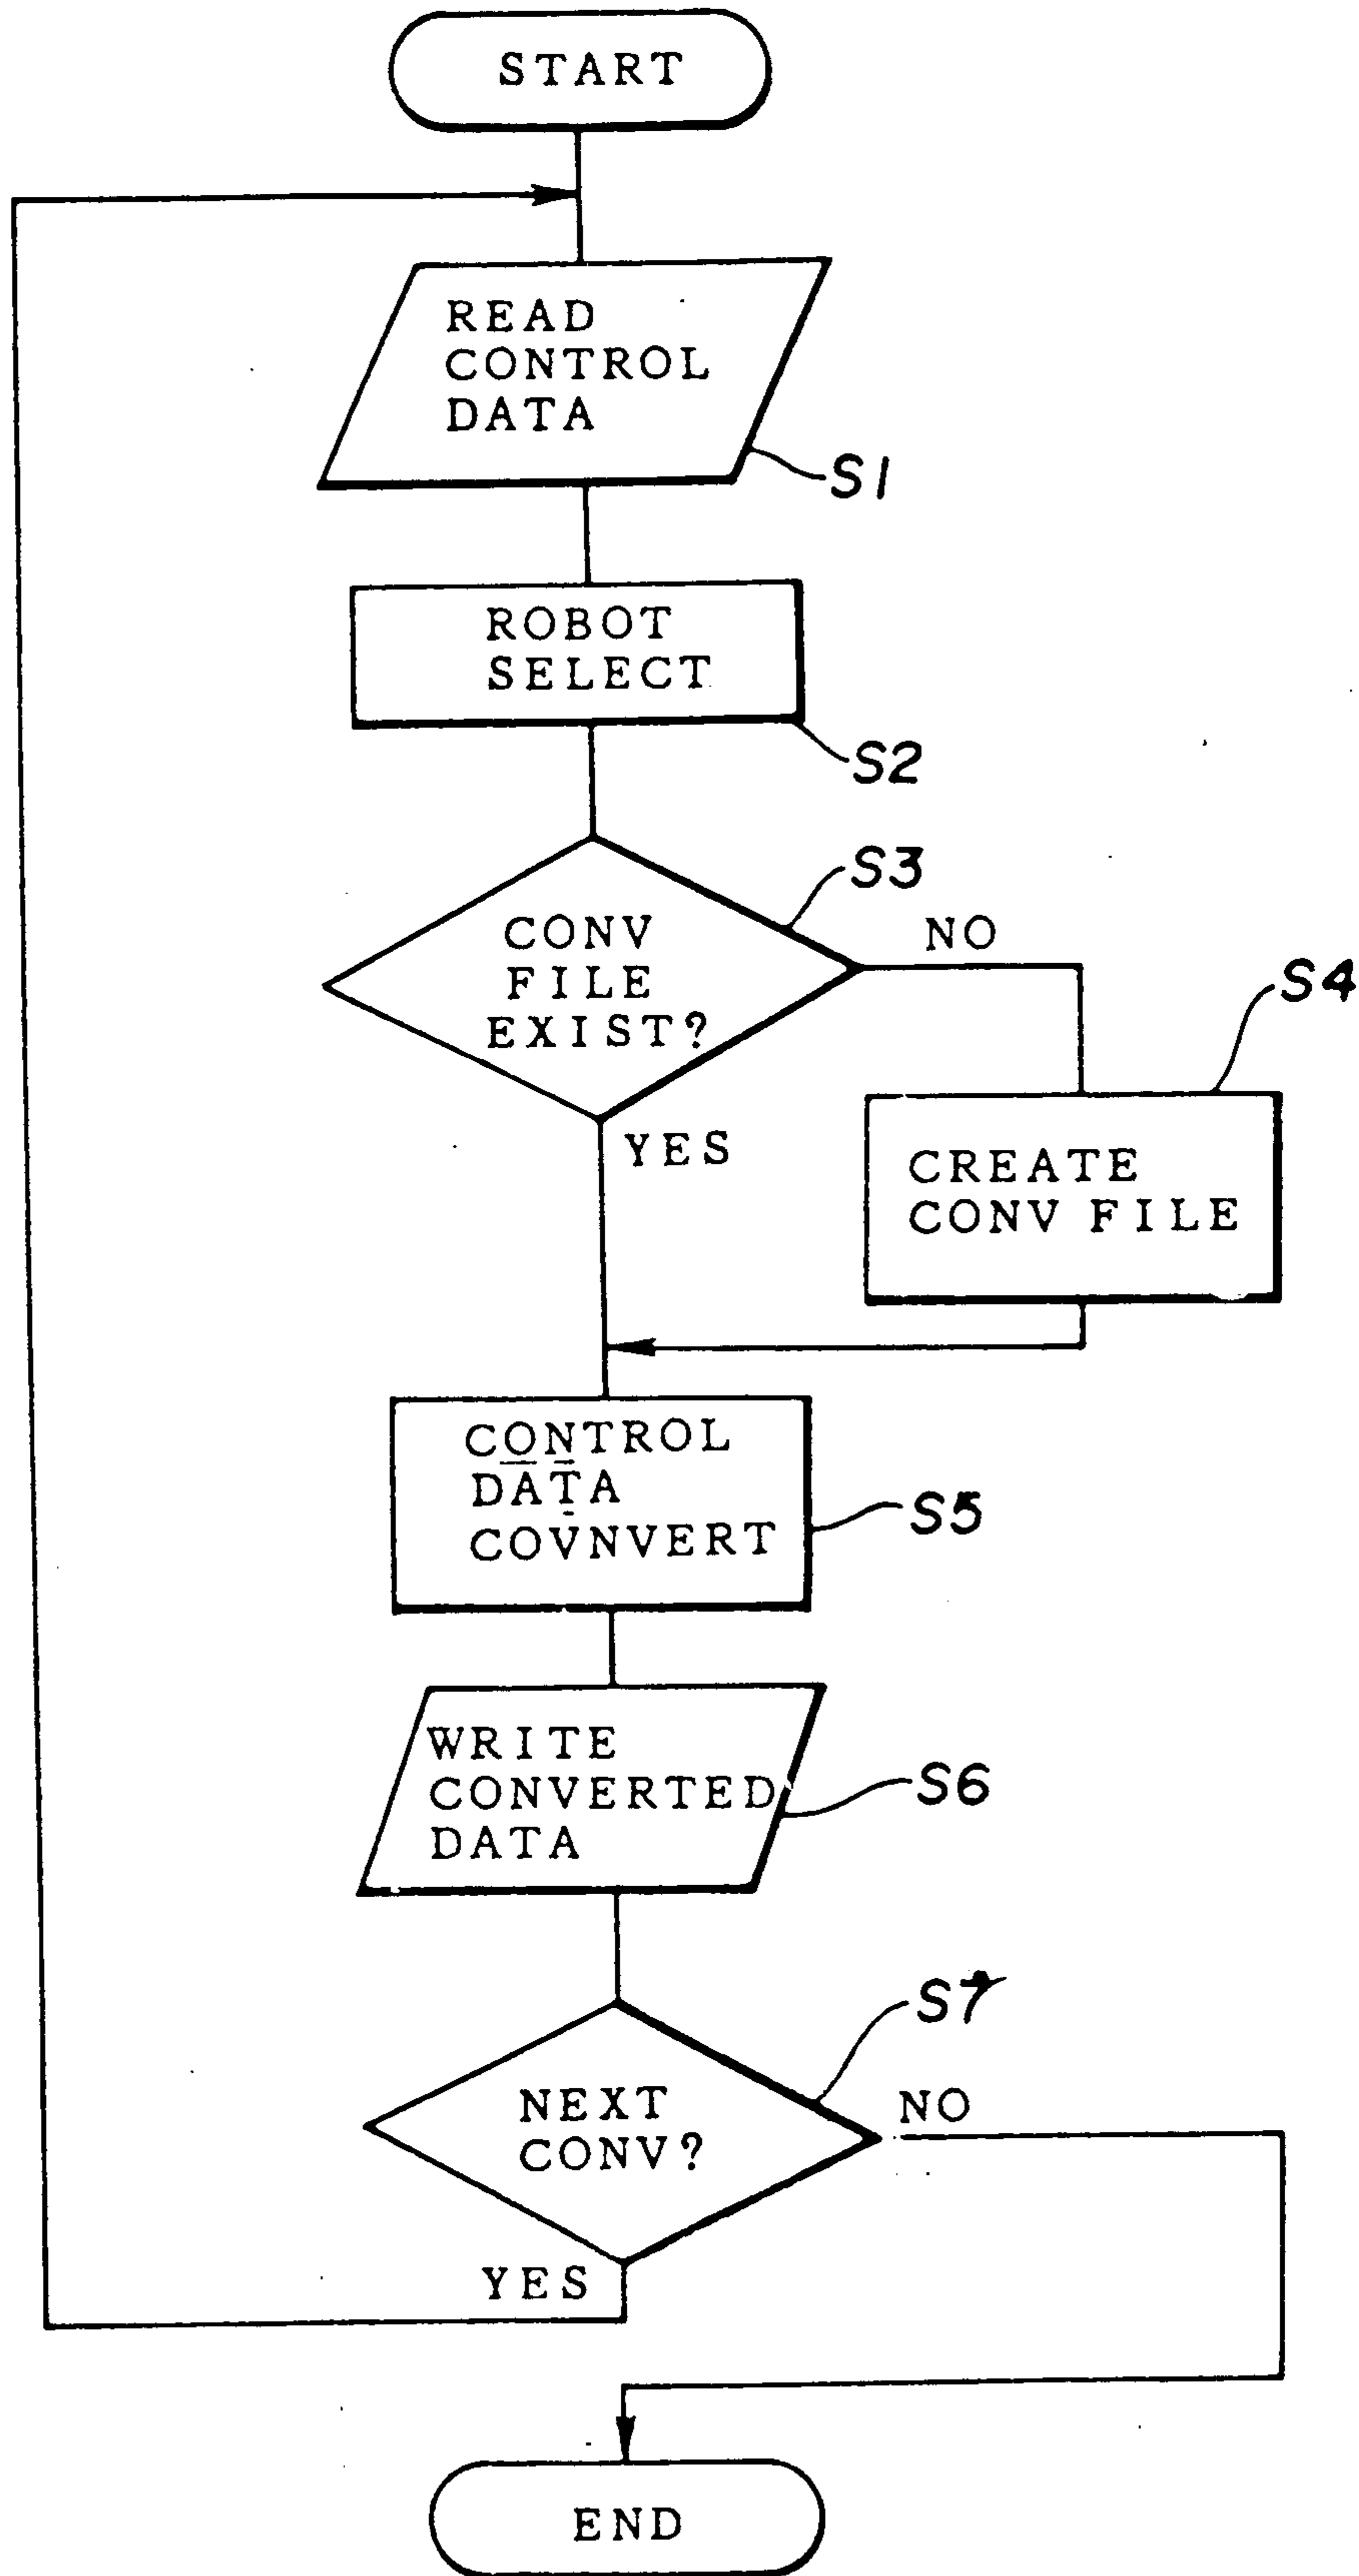 START
READ
CONTROL
DATA
S1
ROBOT
SELECT
S2
S3
CONV
FILE
EXIST?
NO
S4
YES
CREATE
CONV FILE
CONTROL
DATA
COVNVERT
S5
WRITE
CONVERTED
DATA
S6
S7
NEXT
CONV?
NO
YES
END